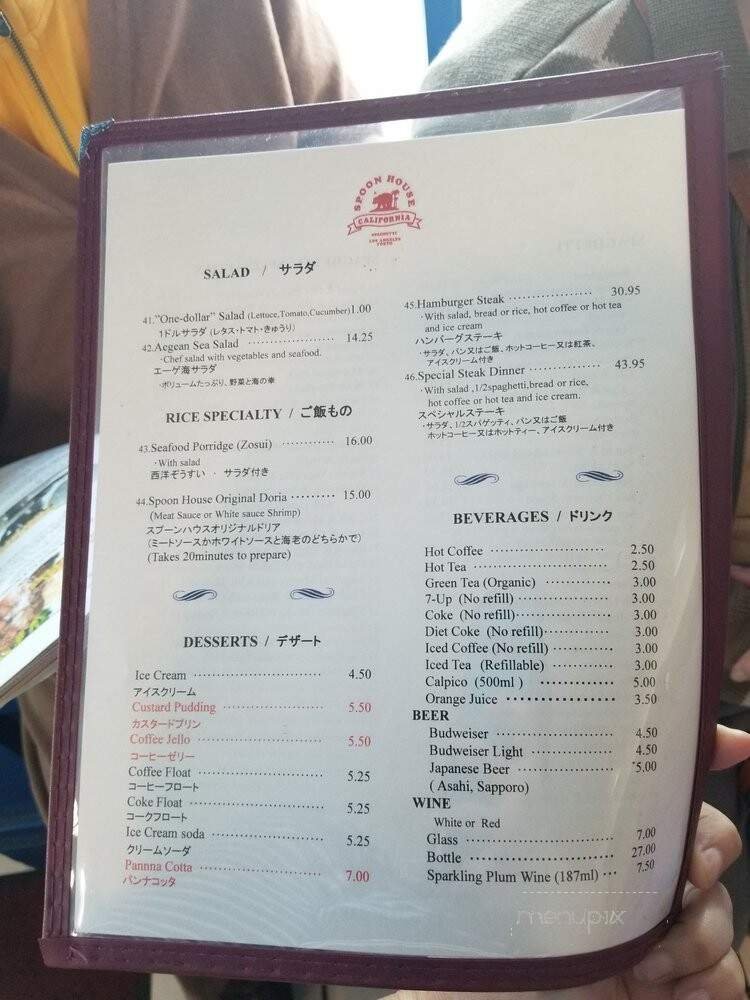 SPOON HOUSE
CALIFORNIA
SPAGHETTI
LOS ANGELES
TOKYO
SALAD / サラダ
41."One-dollar" Salad (Lettuce,Tomato,Cucumber)1.00
1ドルサラダ (レタス・トマト・きゅうり)
42.Aegean Sea Salad ···················· 14.25
·Chef salad with vegetables and seafood.
エーゲ海サラダ
·ボリュームたっぷり、野菜と海の幸
RICE SPECIALTY / ご飯もの
43.Seafood Porridge (Zosui) ············ 16.00
·With salad
西洋ぞうすい · サラダ付き
44.Spoon House Original Doria ········· 15.00
(Meat Sauce or White sauce Shrimp)
スプーンハウスオリジナルドリア
(ミートソースかホワイトソースと海老のどちらかで)
(Takes 20minutes to prepare)
DESSERTS / デザート
Ice Cream ······························ 4.50
アイスクリーム
Custard Pudding ······················ 5.50
カスタードプリン
Coffee Jello ···························· 5.50
コーヒーゼリー
Coffee Float ···························· 5.25
コーヒーフロート
Coke Float ······························ 5.25
コークフロート
Ice Cream soda ························ 5.25
クリームソーダ
Pannna Cotta ·························· 7.00
パンナコッタ
45.Hamburger Steak ·················· 30.95
·With salad, bread or rice, hot coffee or hot tea
and ice cream
ハンバーグステーキ
·サラダ、パン又はご飯、ホットコーヒー又は紅茶、
アイスクリーム付き
46.Special Steak Dinner ················ 43.95
·With salad ,1/2spaghetti,bread or rice,
hot coffee or hot tea and ice cream.
スペシャルステーキ
·サラダ、1/2スパゲッティ、パン又はご飯
ホットコーヒー又はホットティー、アイスクリーム付き
BEVERAGES / ドリンク
Hot Coffee ························ 2.50
Hot Tea ···························· 2.50
Green Tea (Organic) ·············· 3.00
7-Up (No refill) ··················· 3.00
Coke (No refill)··················· 3.00
Diet Coke (No refill)·············· 3.00
Iced Coffee (No refill) ············ 3.00
Iced Tea (Refillable) ············· 3.00
Calpico (500ml ) ················ 5.00
Orange Juice ····················· 3.50
BEER
Budweiser ························· 4.50
Budweiser Light ·················· 4.50
Japanese Beer ···················· 5.00
( Asahi, Sapporo)
WINE
White or Red
Glass ······························ 7.00
Bottle ····························· 27.00
Sparkling Plum Wine (187ml) ··· 7.50
menupix